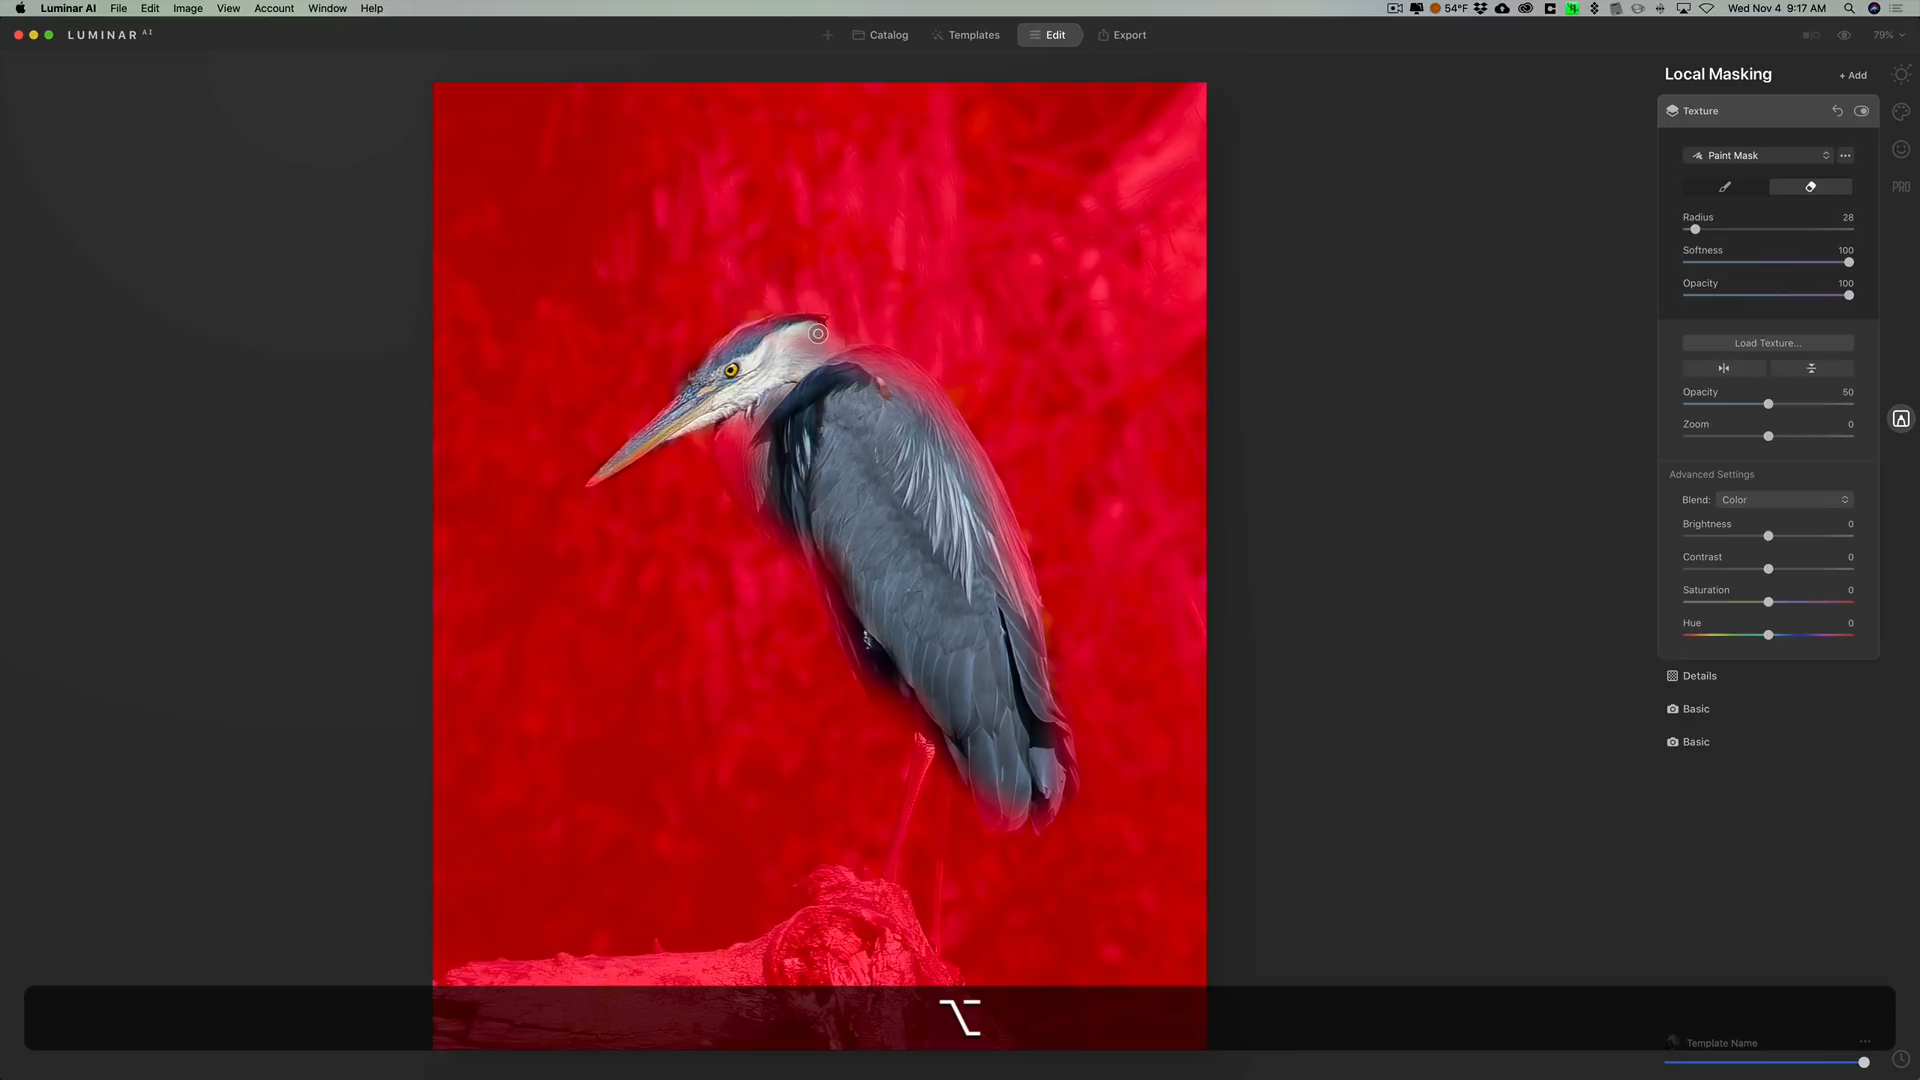 Luminar AI File Edit Image View Account Window Help
54°F Wed Nov 4 9:17 AM
LUMINAR AI
Catalog Templates Edit Export
79%
Local Masking + Add
Texture
Paint Mask
PRO
Radius 28
Softness 100
Opacity 100
Load Texture...
Opacity 50
Zoom 0
Advanced Settings
Blend: Color
Brightness 0
Contrast 0
Saturation 0
Hue 0
Details
Basic
Basic
Template Name